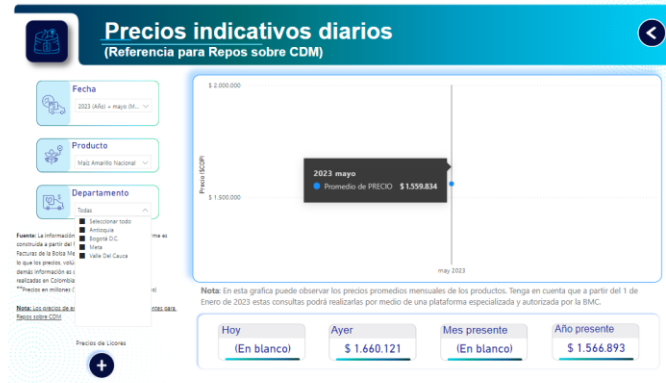 Precios indicativos diarios
(Referencia para Repos sobre CDM)
Fecha
2023 (Año) + mayo (M...
Producto
Maíz Amarillo Nacional
Departamento
Todas
Seleccionar todo
Antioquia
Bogotá D.C.
Meta
Valle Del Cauca
Fuente: La información
me es
construida a partir del
Facturas de la Bolsa Me
lo que los precios, volú
demás información es
realizadas en Colombia
**Precios en millones (
Nota: Los precios de
ntas para
Repos sobre CDM
Precios de Licores
$ 2.000.000
Precio ($COP)
$ 1.500.000
2023 mayo
Promedio de PRECIO $ 1.559.834
may 2023
Nota: En esta grafica puede observar los precios promedios mensuales de los productos. Tenga en cuenta que a partir del 1 de
Enero de 2023 estas consultas podrá realizarlas por medio de una plataforma especializada y autorizada por la BMC.
Hoy
(En blanco)
Ayer
$ 1.660.121
Mes presente
(En blanco)
Año presente
$ 1.566.893